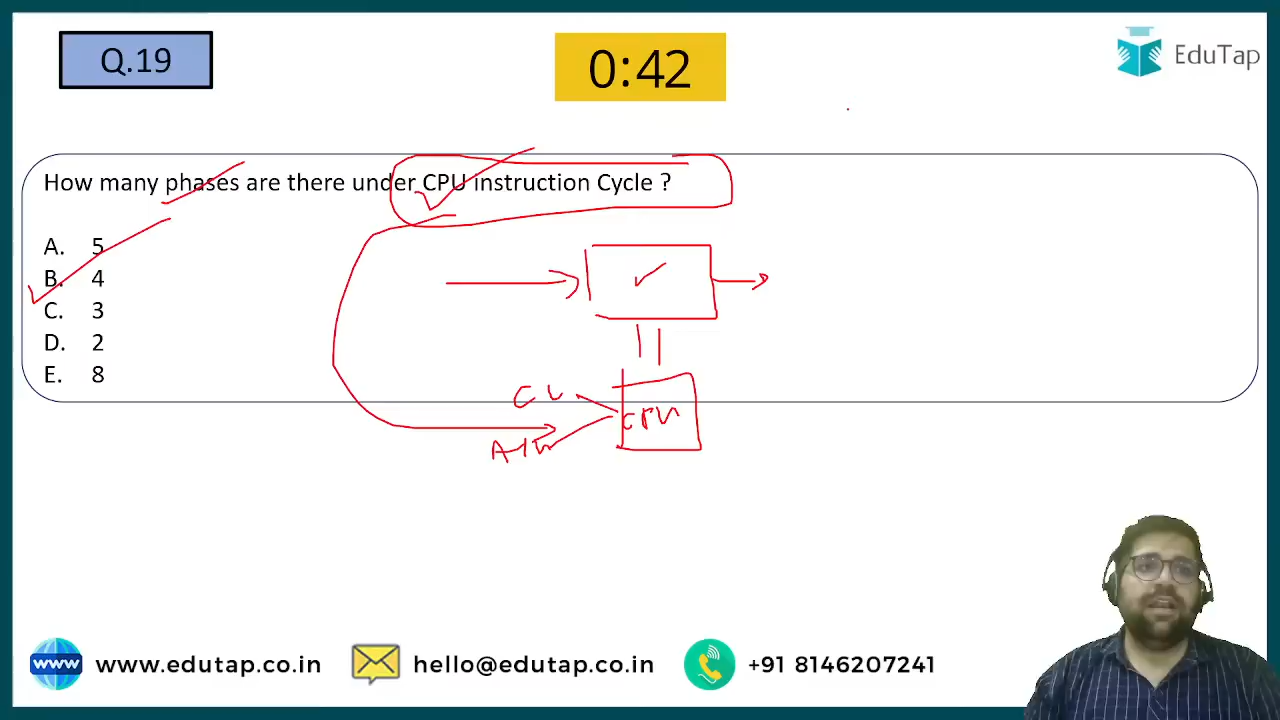 Q.19
0:42
EduTap
How many phases are there under CPU instruction Cycle ?
A. 5
B. 4
C. 3
D. 2
E. 8
CU
CPU
www www.edutap.co.in
hello@edutap.co.in
+91 8146207241